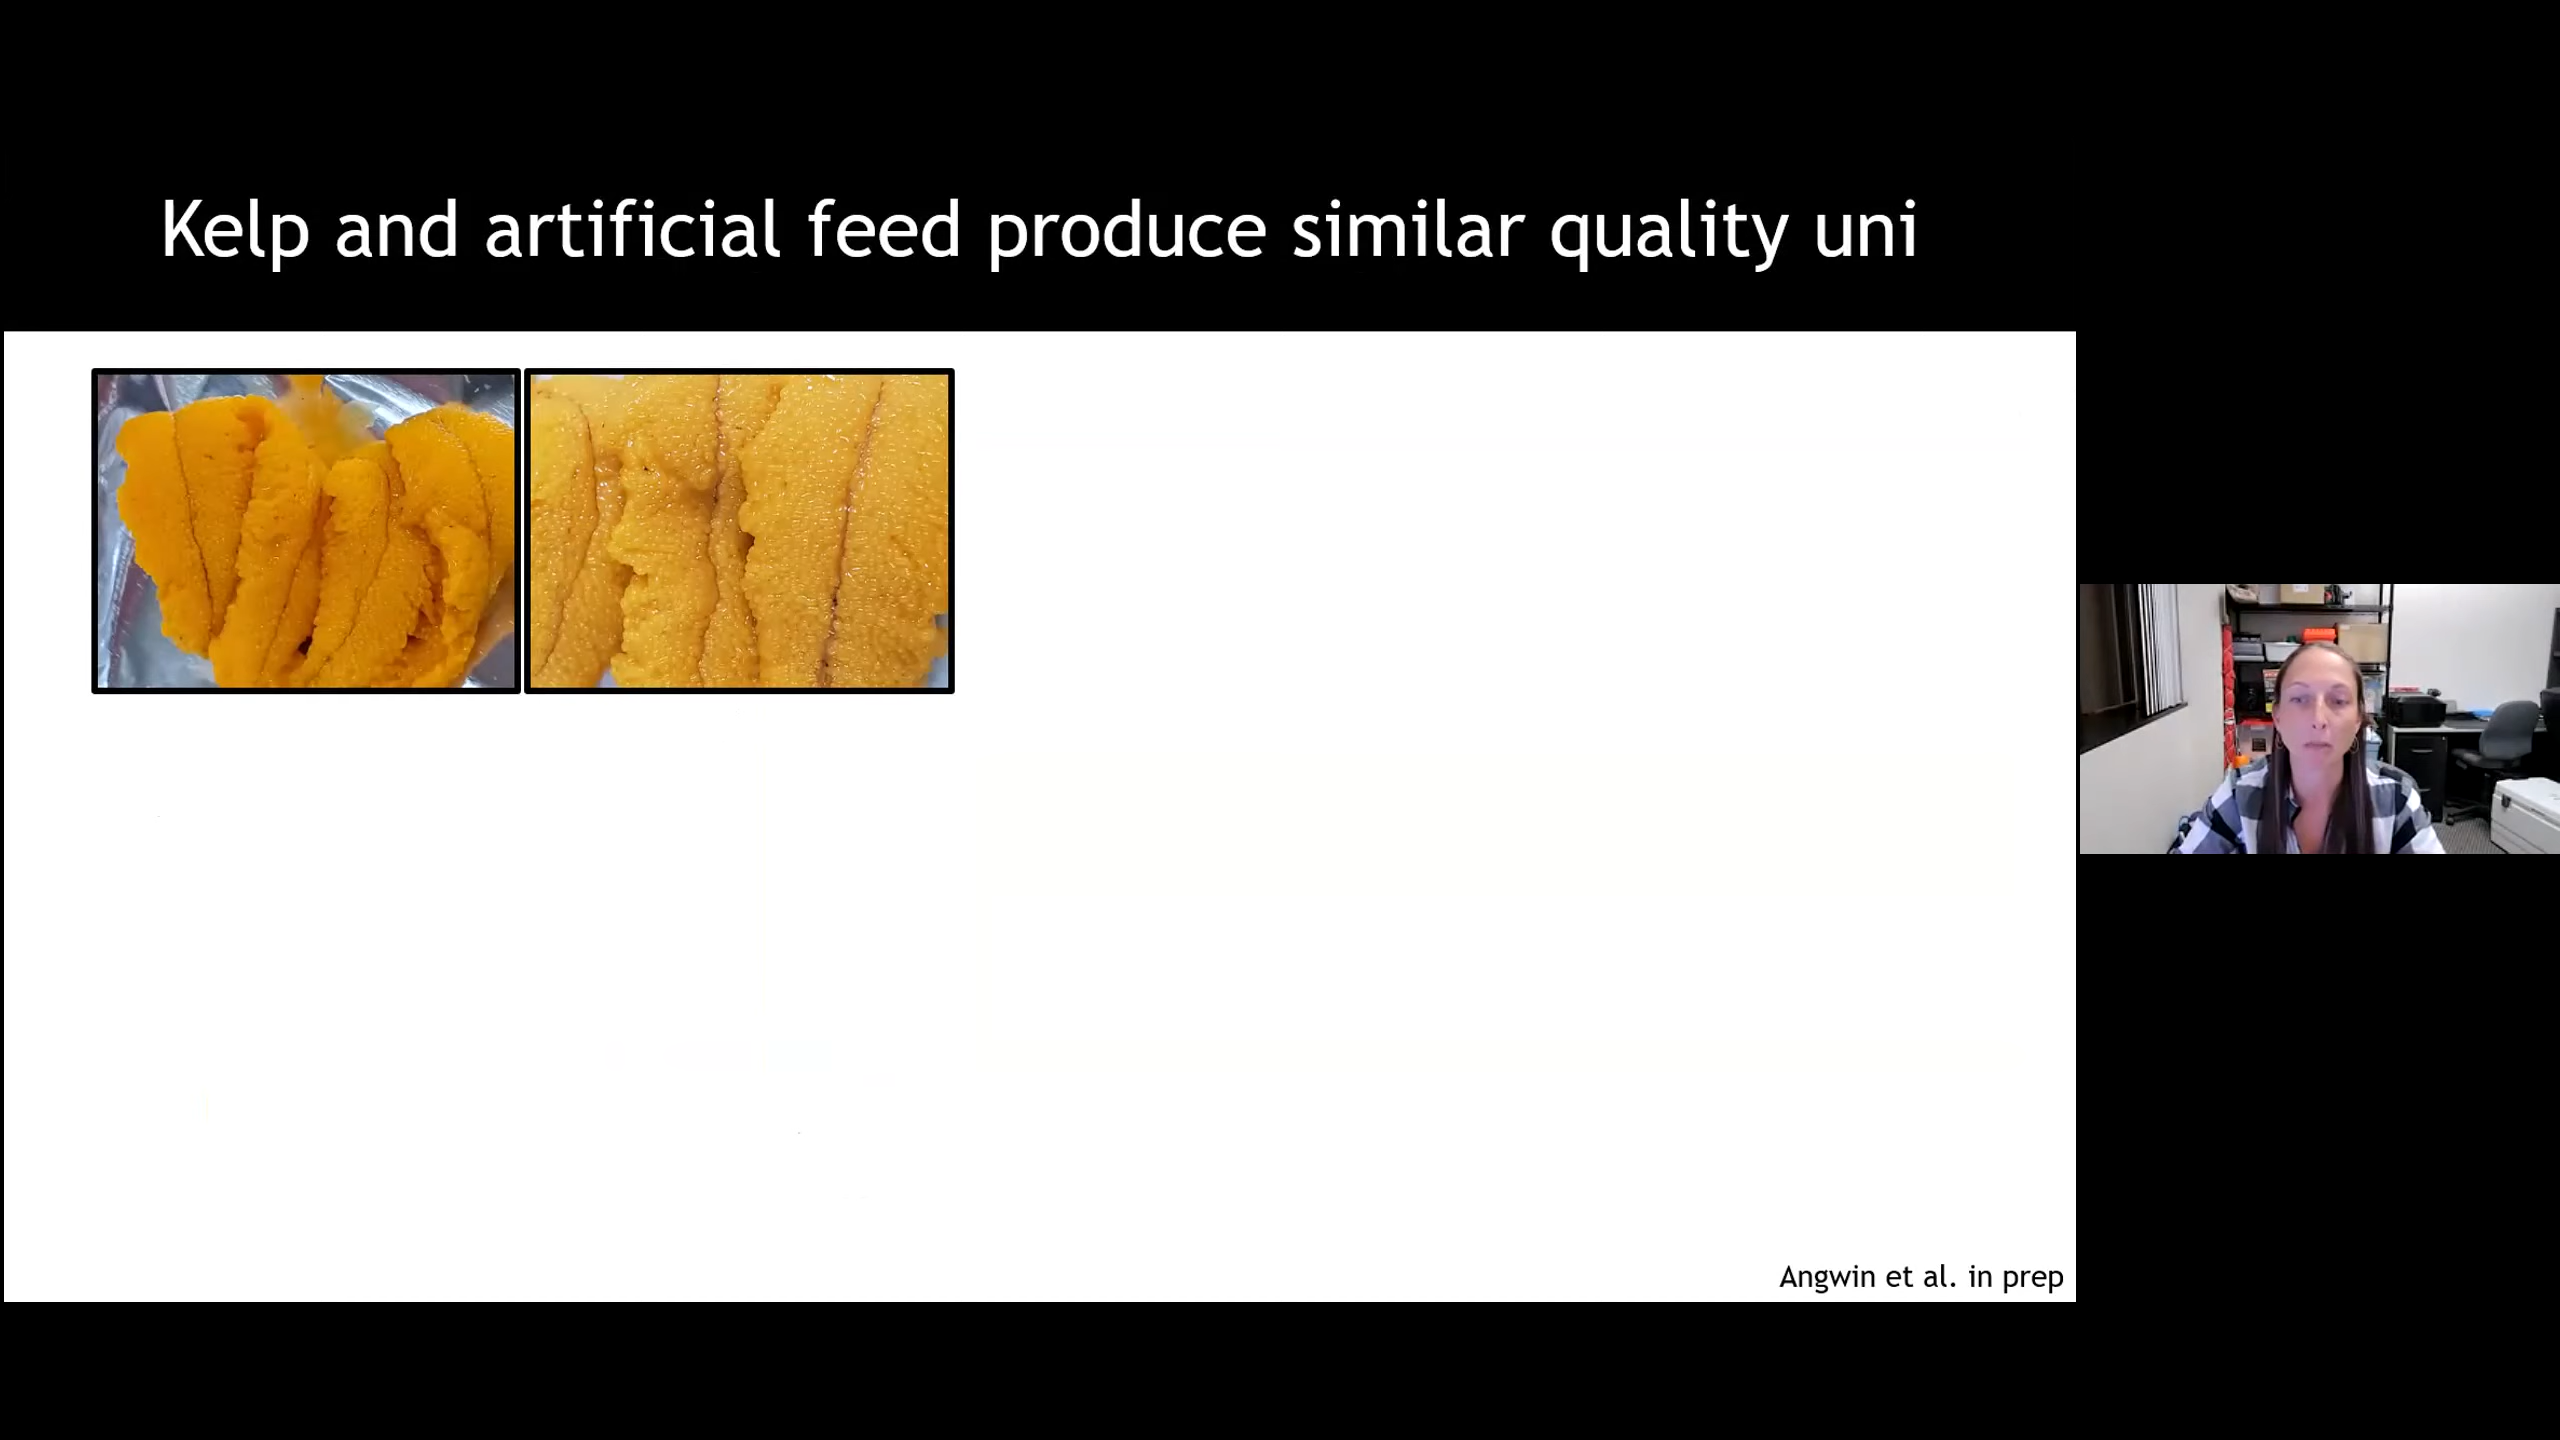 Kelp and artificial feed produce similar quality uni
Angwin et al. in prep